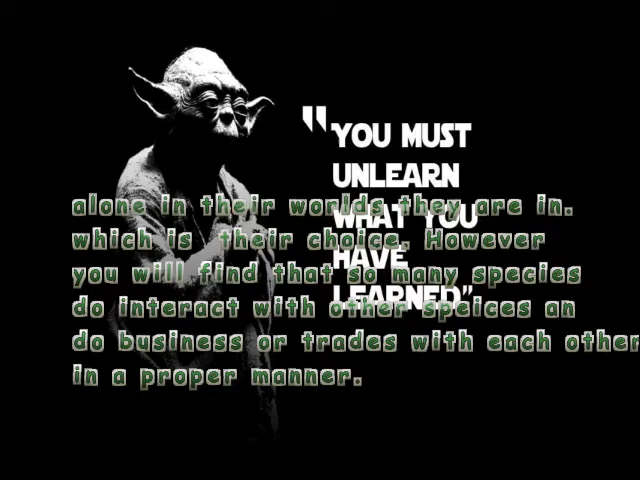 "YOU MUST
UNLEARN
WHAT YOU
HAVE
LEARNED"
alone in their worlds they are in.
which is their choice. However
you will find that so many species
do interact with other speices an
do business or trades with each other
in a proper manner.